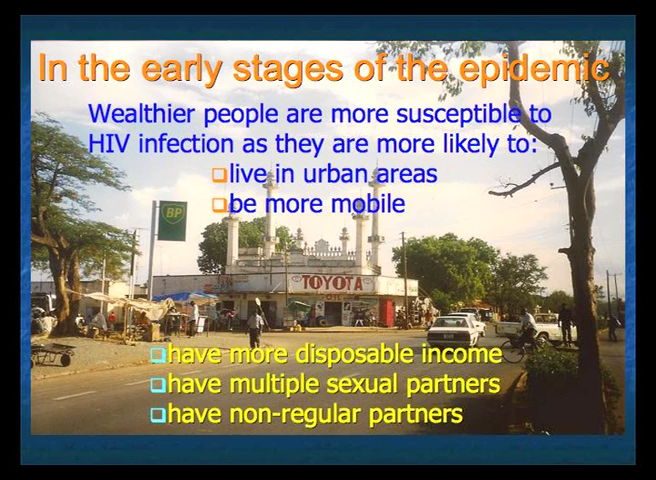 In the early stages of the epidemic
Wealthier people are more susceptible to
HIV infection as they are more likely to:
live in urban areas
be more mobile
BP
TOYOTA
OIL
have more disposable income
have multiple sexual partners
have non-regular partners